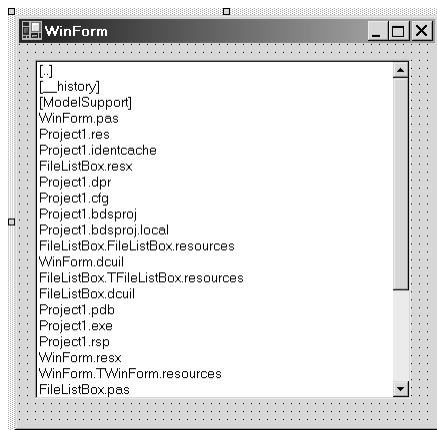 WinForm
[..]
[__history]
[ModelSupport]
WinForm.pas
Project1.res
Project1.identcache
FileListBox.resx
Project1.dpr
Project1.cfg
Project1.bdsproj
Project1.bdsproj.local
FileListBox.FileListBox.resources
WinForm.dcuil
FileListBox.TFileListBox.resources
FileListBox.dcuil
Project1.pdb
Project1.exe
Project1.rsp
WinForm.resx
WinForm.TWinForm.resources
FileListBox.pas